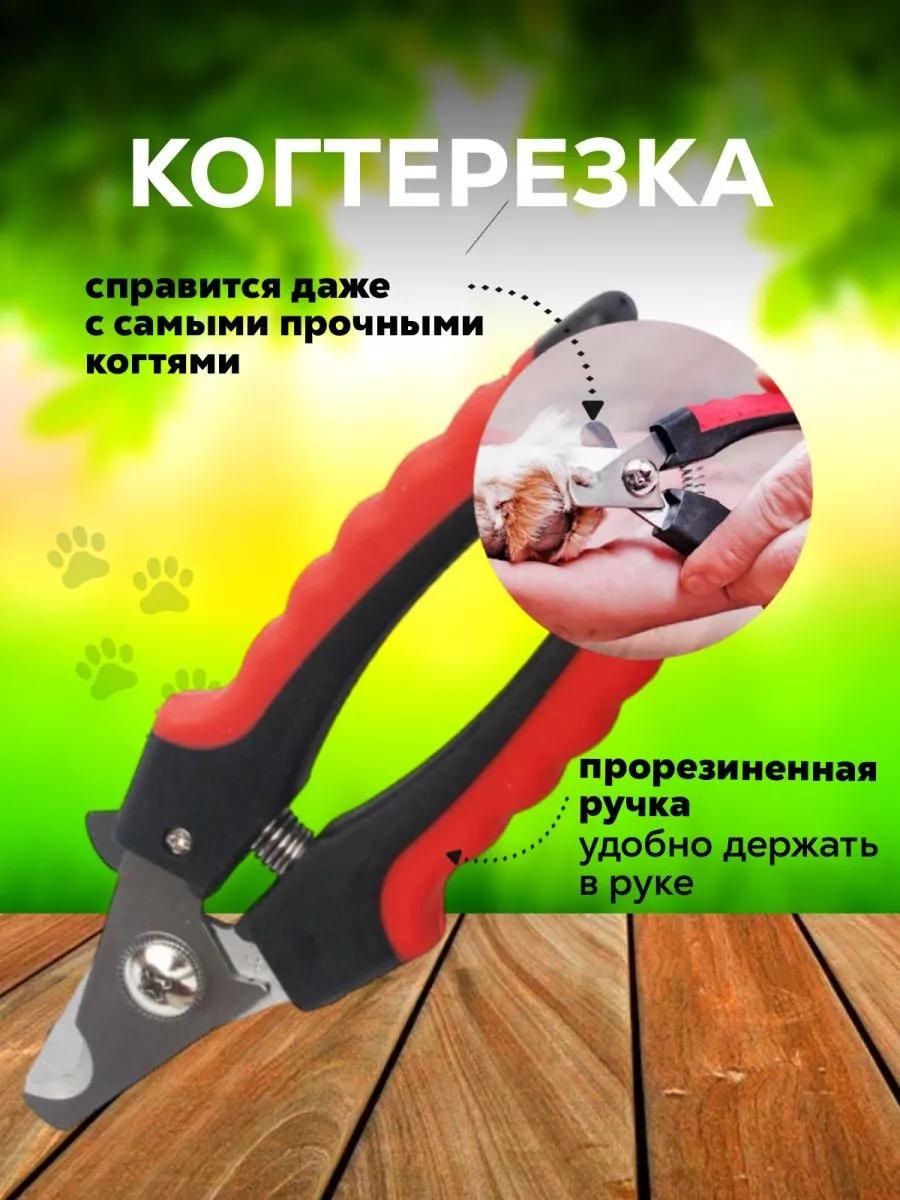 КОГТЕРЕЗКА
справится даже
с самыми прочными
когтями
прорезиненная
ручка
удобно держать
в руке